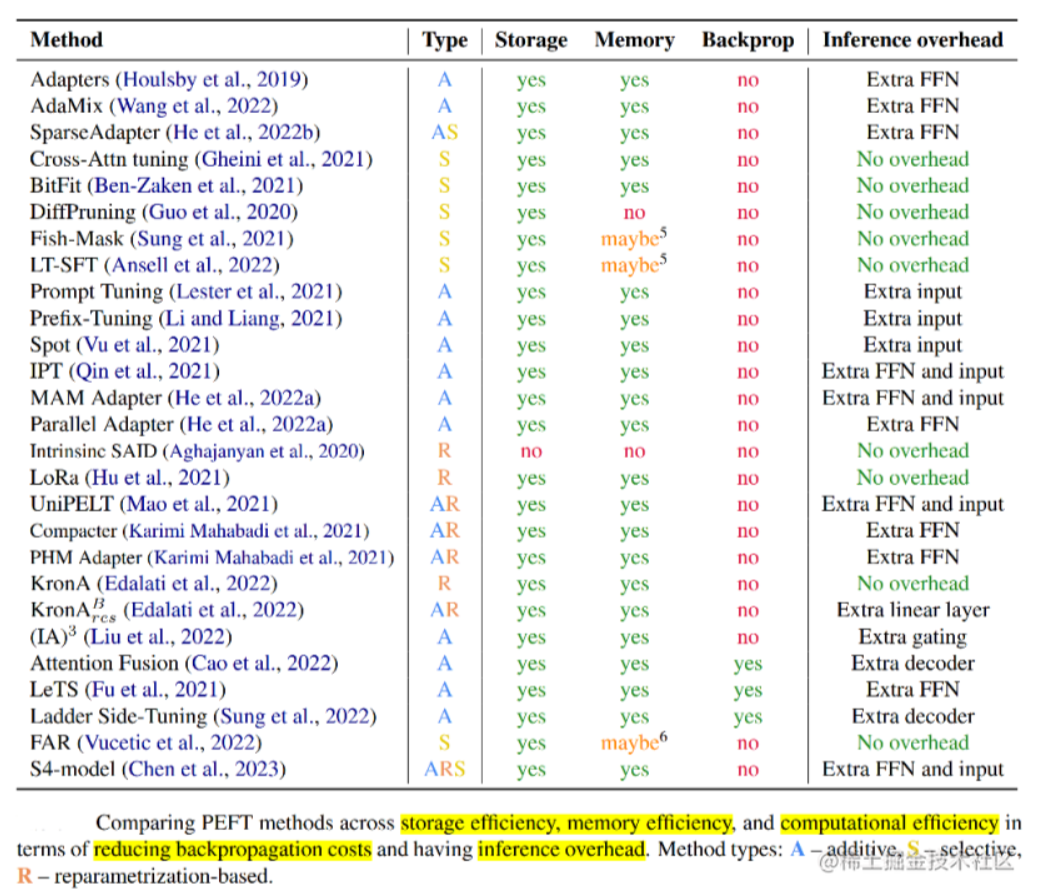 Method Type Storage Memory Backprop Inference overhead
Adapters (Houlsby et al., 2019) A yes yes no Extra FFN
AdaMix (Wang et al., 2022) A yes yes no Extra FFN
SparseAdapter (He et al., 2022b) AS yes yes no Extra FFN
Cross-Attn tuning (Gheini et al., 2021) S yes yes no No overhead
BitFit (Ben-Zaken et al., 2021) S yes yes no No overhead
DiffPruning (Guo et al., 2020) S yes no no No overhead
Fish-Mask (Sung et al., 2021) S yes maybe⁵ no No overhead
LT-SFT (Ansell et al., 2022) S yes maybe⁵ no No overhead
Prompt Tuning (Lester et al., 2021) A yes yes no Extra input
Prefix-Tuning (Li and Liang, 2021) A yes yes no Extra input
Spot (Vu et al., 2021) A yes yes no Extra input
IPT (Qin et al., 2021) A yes yes no Extra FFN and input
MAM Adapter (He et al., 2022a) A yes yes no Extra FFN and input
Parallel Adapter (He et al., 2022a) A yes yes no Extra FFN
Intrinsinc SAID (Aghajanyan et al., 2020) R no no no No overhead
LoRa (Hu et al., 2021) R yes yes no No overhead
UniPELT (Mao et al., 2021) AR yes yes no Extra FFN and input
Compacter (Karimi Mahabadi et al., 2021) AR yes yes no Extra FFN
PHM Adapter (Karimi Mahabadi et al., 2021) AR yes yes no Extra FFN
KronA (Edalati et al., 2022) R yes yes no No overhead
KronA^B_res (Edalati et al., 2022) AR yes yes no Extra linear layer
(IA)³ (Liu et al., 2022) A yes yes no Extra gating
Attention Fusion (Cao et al., 2022) A yes yes yes Extra decoder
LeTS (Fu et al., 2021) A yes yes yes Extra FFN
Ladder Side-Tuning (Sung et al., 2022) A yes yes yes Extra decoder
FAR (Vucetic et al., 2022) S yes maybe⁶ no No overhead
S4-model (Chen et al., 2023) ARS yes yes no Extra FFN and input
Comparing PEFT methods across storage efficiency, memory efficiency, and computational efficiency in
terms of reducing backpropagation costs and having inference overhead. Method types: A – additive, S – selective,
R – reparametrization-based.
@稀土掘金技术社区